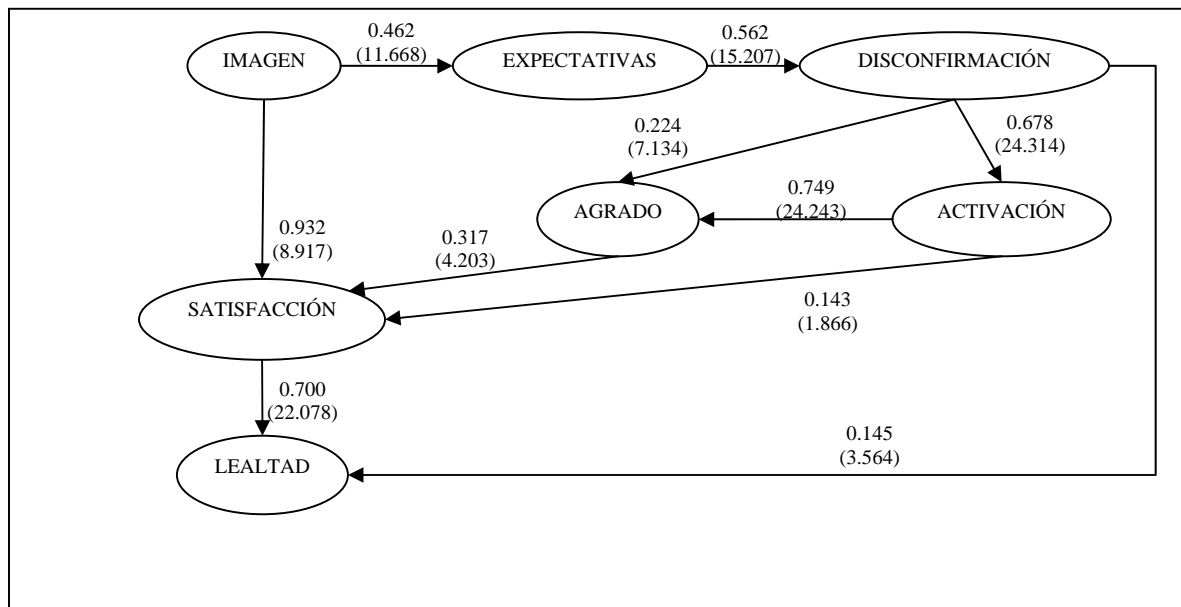 0.462
(11.668)
0.562
(15.207)
IMAGEN
EXPECTATIVAS
DISCONFIRMACIÓN
0.224
(7.134)
0.678
(24.314)
AGRADO
0.749
(24.243)
ACTIVACIÓN
0.932
(8.917)
0.317
(4.203)
SATISFACCIÓN
0.143
(1.866)
0.700
(22.078)
0.145
(3.564)
LEALTAD